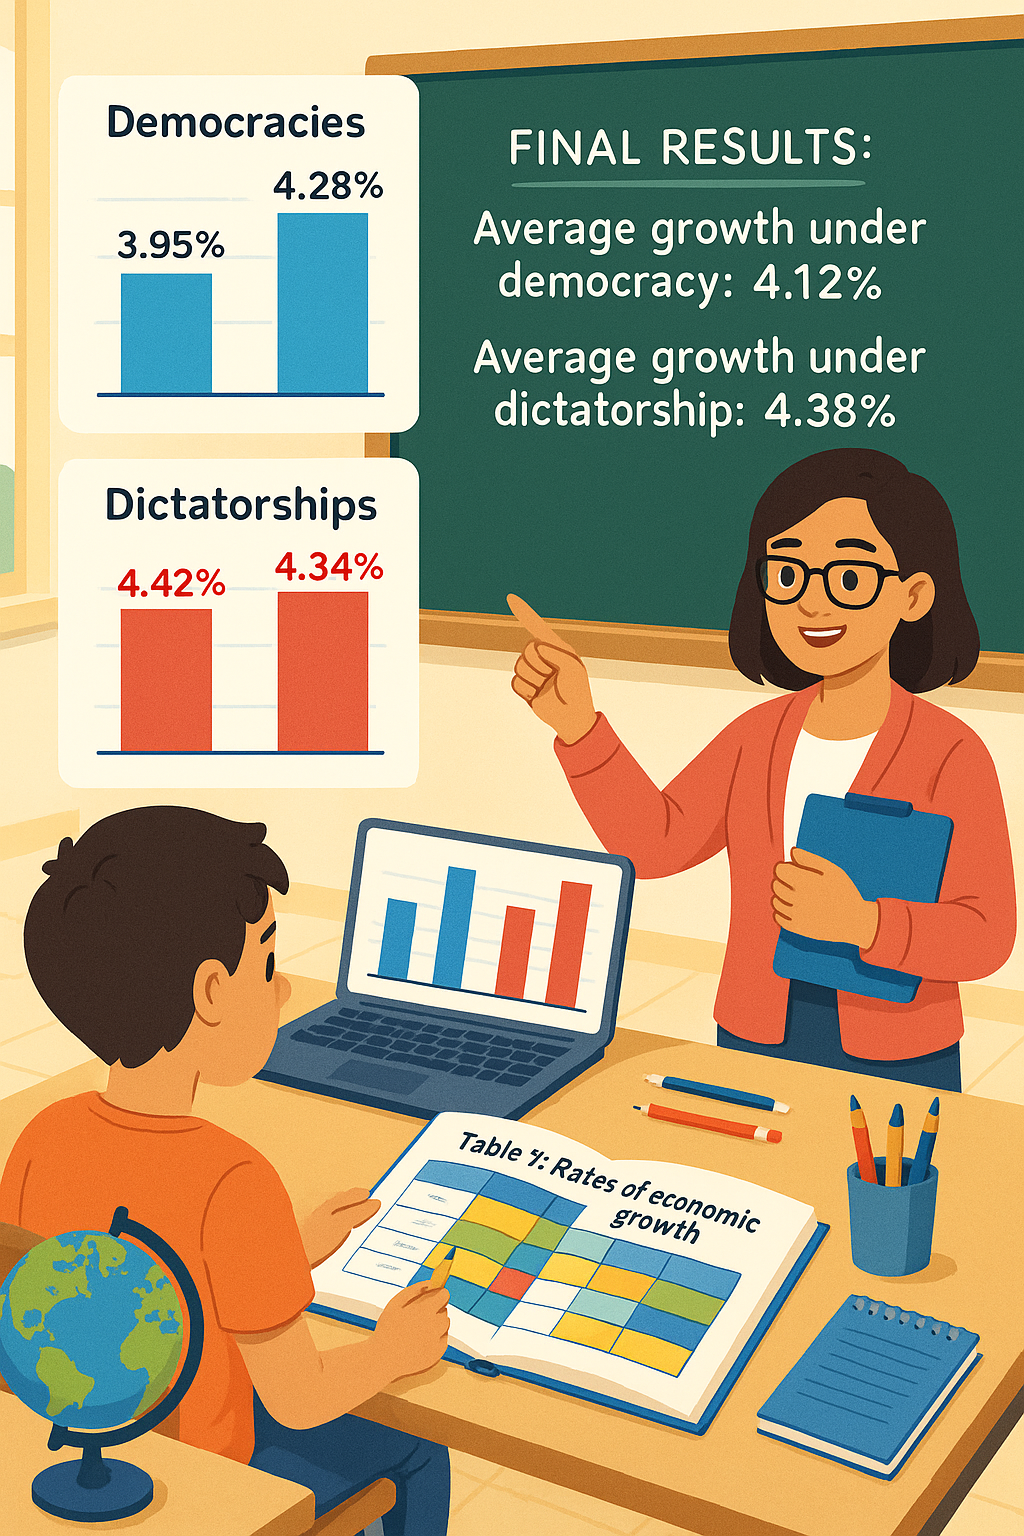 Democracies
3.95%
4.28%
FINAL RESULTS:
Average growth under
democracy: 4.12%
Average growth under
dictatorship: 4.38%
Dictatorships
4.42%
4.34%
Table : Rates of economic
growth